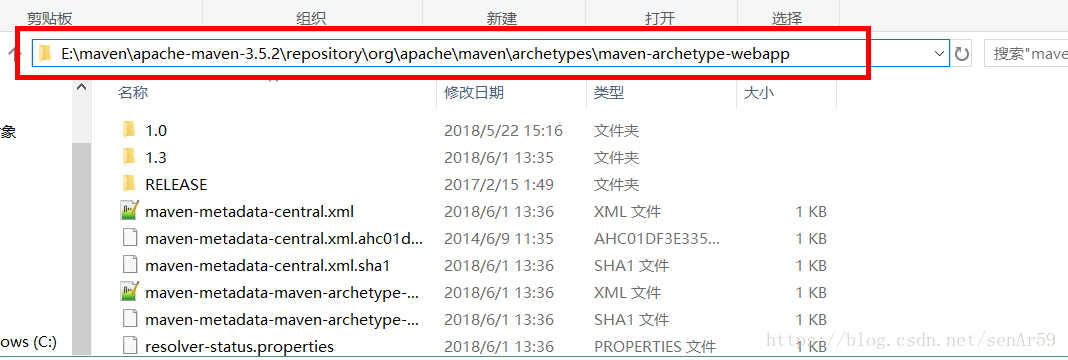 剪贴板 组织 新建 打开 选择
E:\maven\apache-maven-3.5.2\repository\org\apache\maven\archetypes\maven-archetype-webapp 搜索"mave
名称 修改日期 类型 大小
象
1.0 2018/5/22 15:16 文件夹
1.3 2018/6/1 13:35 文件夹
RELEASE 2017/2/15 1:49 文件夹
maven-metadata-central.xml 2018/6/1 13:36 XML 文件 1 KB
maven-metadata-central.xml.ahc01d... 2014/6/9 11:35 AHC01DF3E335... 1 KB
maven-metadata-central.xml.sha1 2018/6/1 13:36 SHA1 文件 1 KB
maven-metadata-maven-archetype-... 2018/6/1 13:36 XML 文件 1 KB
maven-metadata-maven-archetype-... 2018/6/1 13:36 SHA1 文件 1 KB
ows (C:) resolver-status.properties 2018/6/1 13:36 PROPERTIES 文件 1 KB
https://blog.csdn.net/senAr59